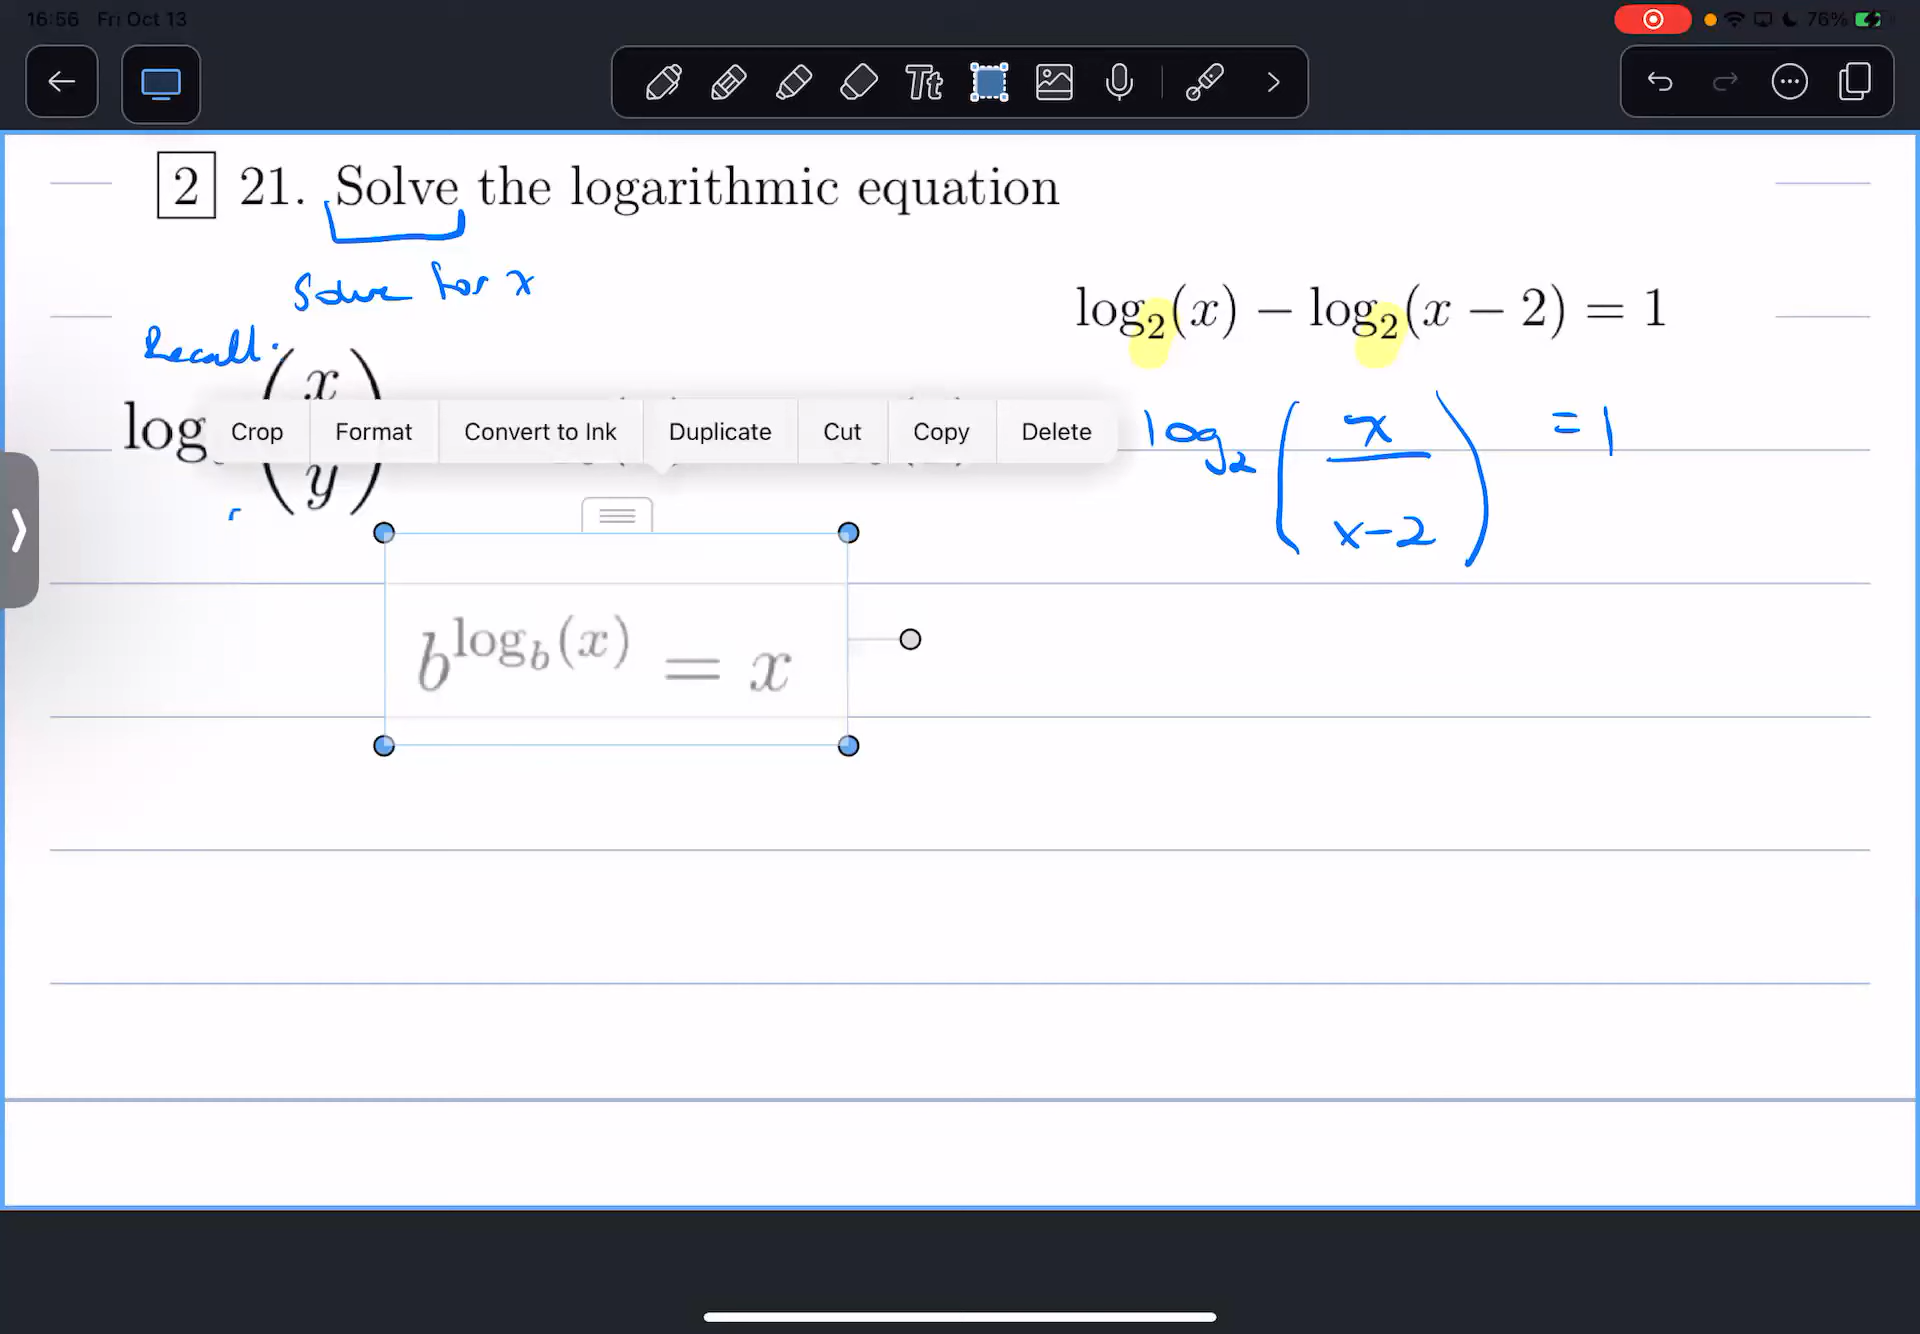 16:56 Fri Oct 13 76%
Tt
2 21. Solve the logarithmic equation
Solve for x
log₂(x) − log₂(x − 2) = 1
Recall:
log (x/y)
Crop Format Convert to Ink Duplicate Cut Copy Delete
log₂ (x/(x-2)) = 1
b^(log_b(x)) = x